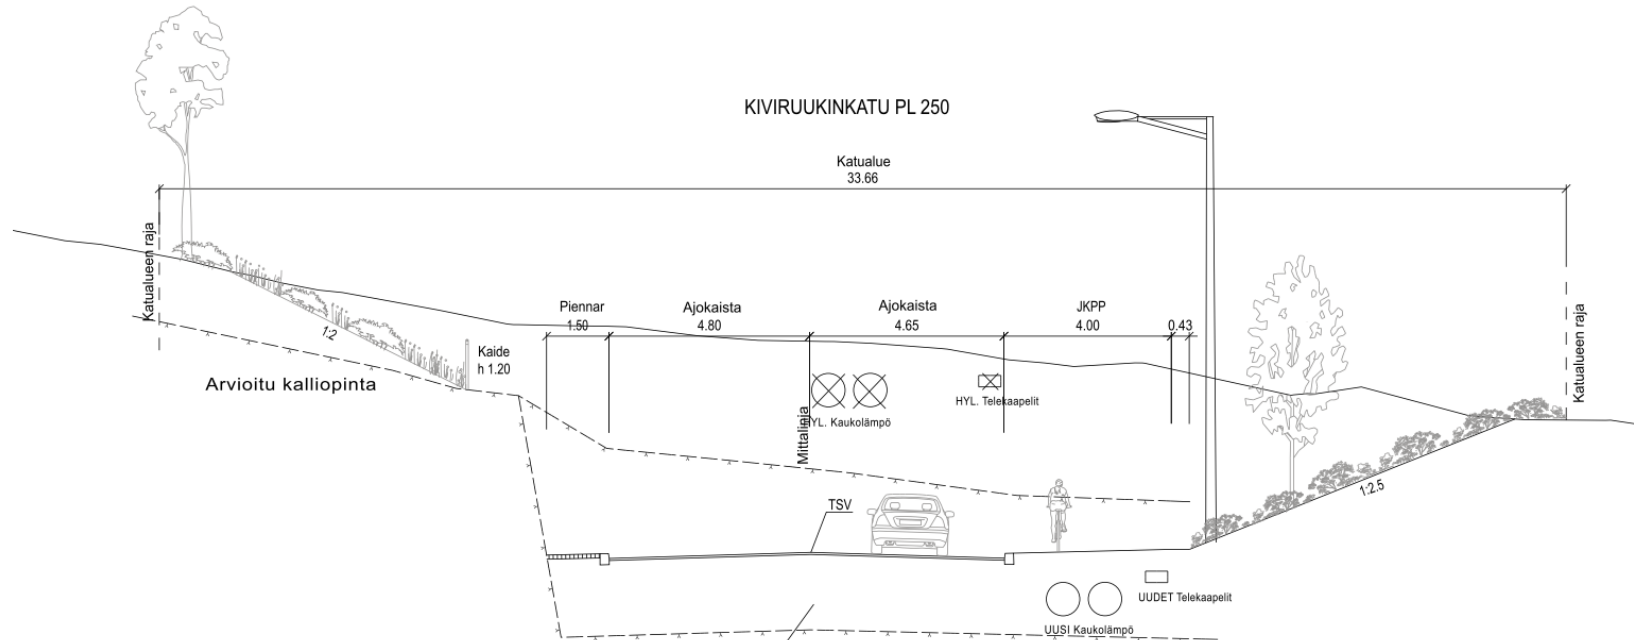 KIVIRUUKINKATU PL 250
Katualue
33.66
Katualueen raja
Katualueen raja
Piennar
1.50
Ajokaista
4.80
Ajokaista
4.65
JKPP
4.00
0.43
1:2
Kaide
h 1.20
Arvioitu kalliopinta
Mittalinja
HYL. Kaukolämpö
HYL. Telekaapelit
TSV
1:2.5
UUDET Telekaapelit
UUSI Kaukolämpö